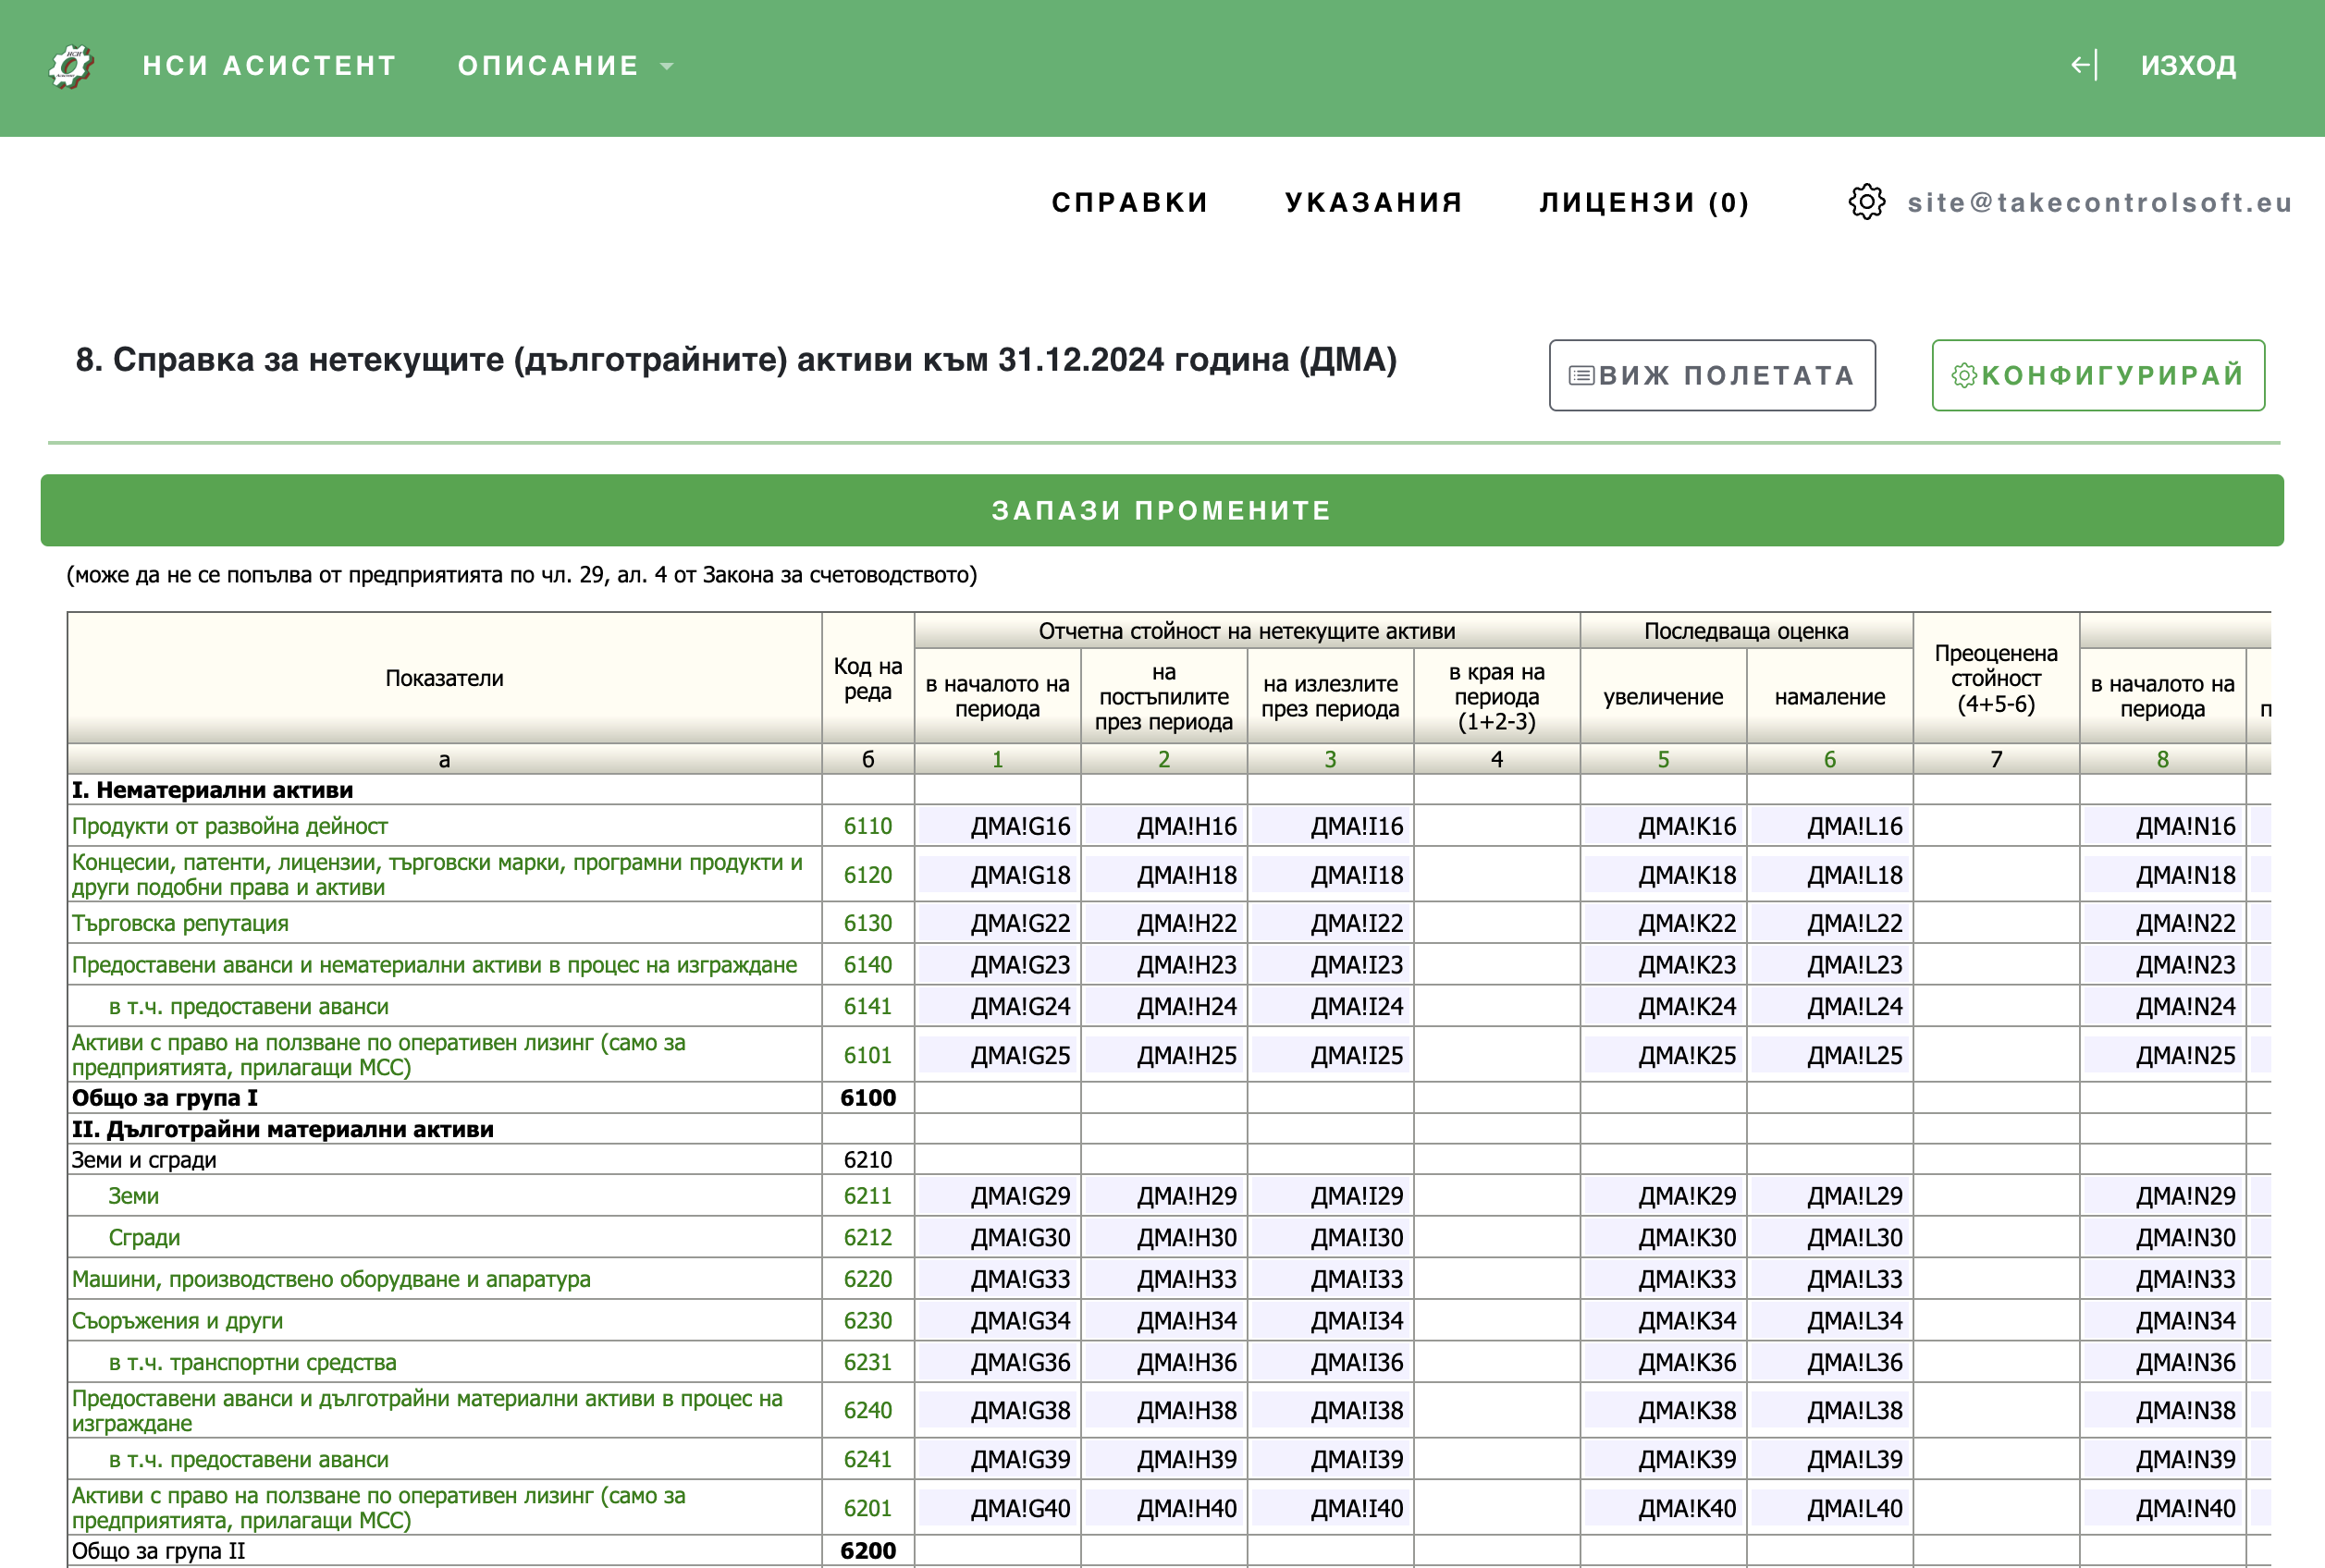 НСИ АСИСТЕНТ ОПИСАНИЕ ИЗХОД
СПРАВКИ УКАЗАНИЯ ЛИЦЕНЗИ (0) site@takecontrolsoft.eu
8. Справка за нетекущите (дълготрайните) активи към 31.12.2024 година (ДМА)
ВИЖ ПОЛЕТАТА
КОНФИГУРИРАЙ
ЗАПАЗИ ПРОМЕНИТЕ
(може да не се попълва от предприятията по чл. 29, ал. 4 от Закона за счетоводството)
Показатели
Код на
реда
Отчетна стойност на нетекущите активи
в началото на
периода
на
постъпилите
през периода
на излезлите
през периода
в края на
периода
(1+2-3)
Последваща оценка
увеличение
намаление
Преоценена
стойност
(4+5-6)
в началото на
периода
а б 1 2 3 4 5 6 7 8
I. Нематериални активи
Продукти от развойна дейност 6110 ДМА!G16 ДМА!H16 ДМА!I16 ДМА!K16 ДМА!L16 ДМА!N16
Концесии, патенти, лицензии, търговски марки, програмни продукти и
други подобни права и активи 6120 ДМА!G18 ДМА!H18 ДМА!I18 ДМА!K18 ДМА!L18 ДМА!N18
Търговска репутация 6130 ДМА!G22 ДМА!H22 ДМА!I22 ДМА!K22 ДМА!L22 ДМА!N22
Предоставени аванси и нематериални активи в процес на изграждане 6140 ДМА!G23 ДМА!H23 ДМА!I23 ДМА!K23 ДМА!L23 ДМА!N23
в т.ч. предоставени аванси 6141 ДМА!G24 ДМА!H24 ДМА!I24 ДМА!K24 ДМА!L24 ДМА!N24
Активи с право на ползване по оперативен лизинг (само за
предприятията, прилагащи МСС) 6101 ДМА!G25 ДМА!H25 ДМА!I25 ДМА!K25 ДМА!L25 ДМА!N25
Общо за група I 6100
II. Дълготрайни материални активи
Земи и сгради 6210
Земи 6211 ДМА!G29 ДМА!H29 ДМА!I29 ДМА!K29 ДМА!L29 ДМА!N29
Сгради 6212 ДМА!G30 ДМА!H30 ДМА!I30 ДМА!K30 ДМА!L30 ДМА!N30
Машини, производствено оборудване и апаратура 6220 ДМА!G33 ДМА!H33 ДМА!I33 ДМА!K33 ДМА!L33 ДМА!N33
Съоръжения и други 6230 ДМА!G34 ДМА!H34 ДМА!I34 ДМА!K34 ДМА!L34 ДМА!N34
в т.ч. транспортни средства 6231 ДМА!G36 ДМА!H36 ДМА!I36 ДМА!K36 ДМА!L36 ДМА!N36
Предоставени аванси и дълготрайни материални активи в процес на
изграждане 6240 ДМА!G38 ДМА!H38 ДМА!I38 ДМА!K38 ДМА!L38 ДМА!N38
в т.ч. предоставени аванси 6241 ДМА!G39 ДМА!H39 ДМА!I39 ДМА!K39 ДМА!L39 ДМА!N39
Активи с право на ползване по оперативен лизинг (само за
предприятията, прилагащи МСС) 6201 ДМА!G40 ДМА!H40 ДМА!I40 ДМА!K40 ДМА!L40 ДМА!N40
Общо за група II 6200